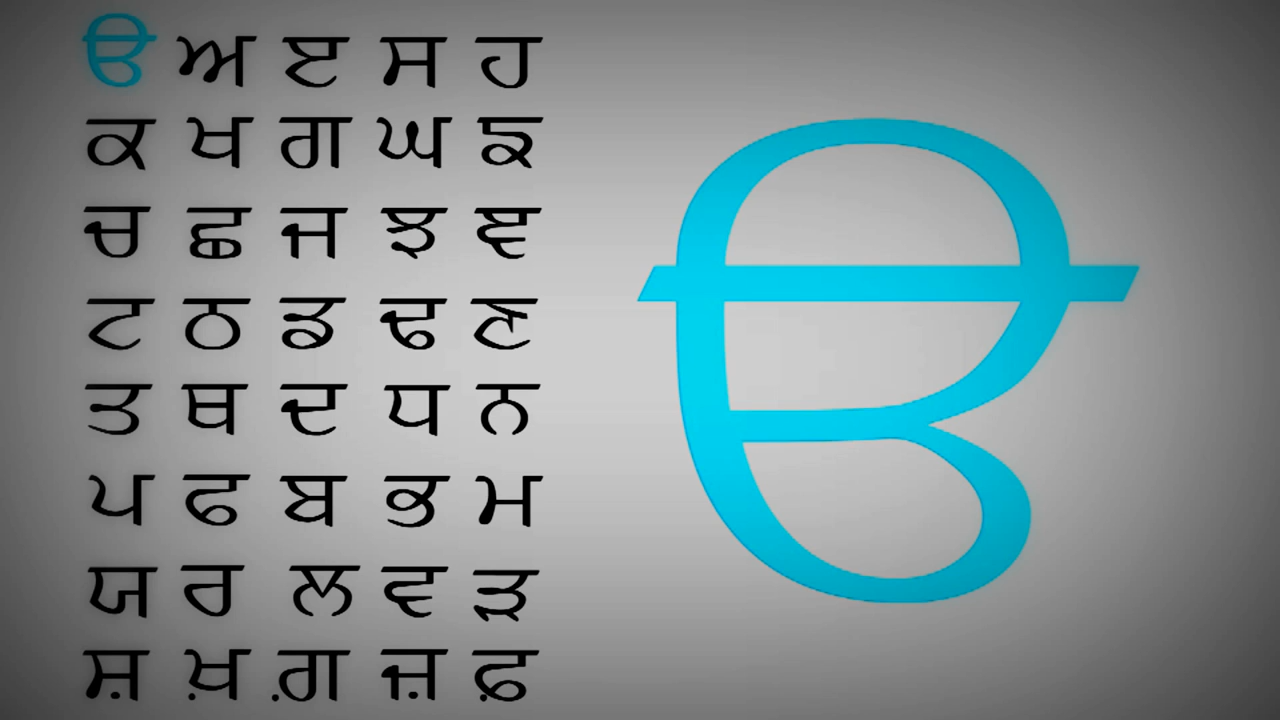 ੳ ਅ ੲ ਸ ਹ
ਕ ਖ ਗ ਘ ਙ
ਚ ਛ ਜ ਝ ਞ
ਟ ਠ ਡ ਢ ਣ
ਤ ਥ ਦ ਧ ਨ
ਪ ਫ ਬ ਭ ਮ
ਯ ਰ ਲ ਵ ੜ
ਸ਼ ਖ਼ ਗ਼ ਜ਼ ਫ਼
ੳ